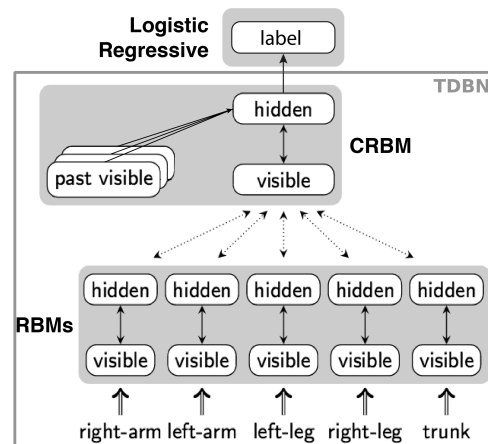 Logistic
Regressive
label
TDBN
hidden
CRBM
past visible
visible
hidden hidden hidden hidden hidden
RBMs
visible visible visible visible visible
right-arm left-arm left-leg right-leg trunk